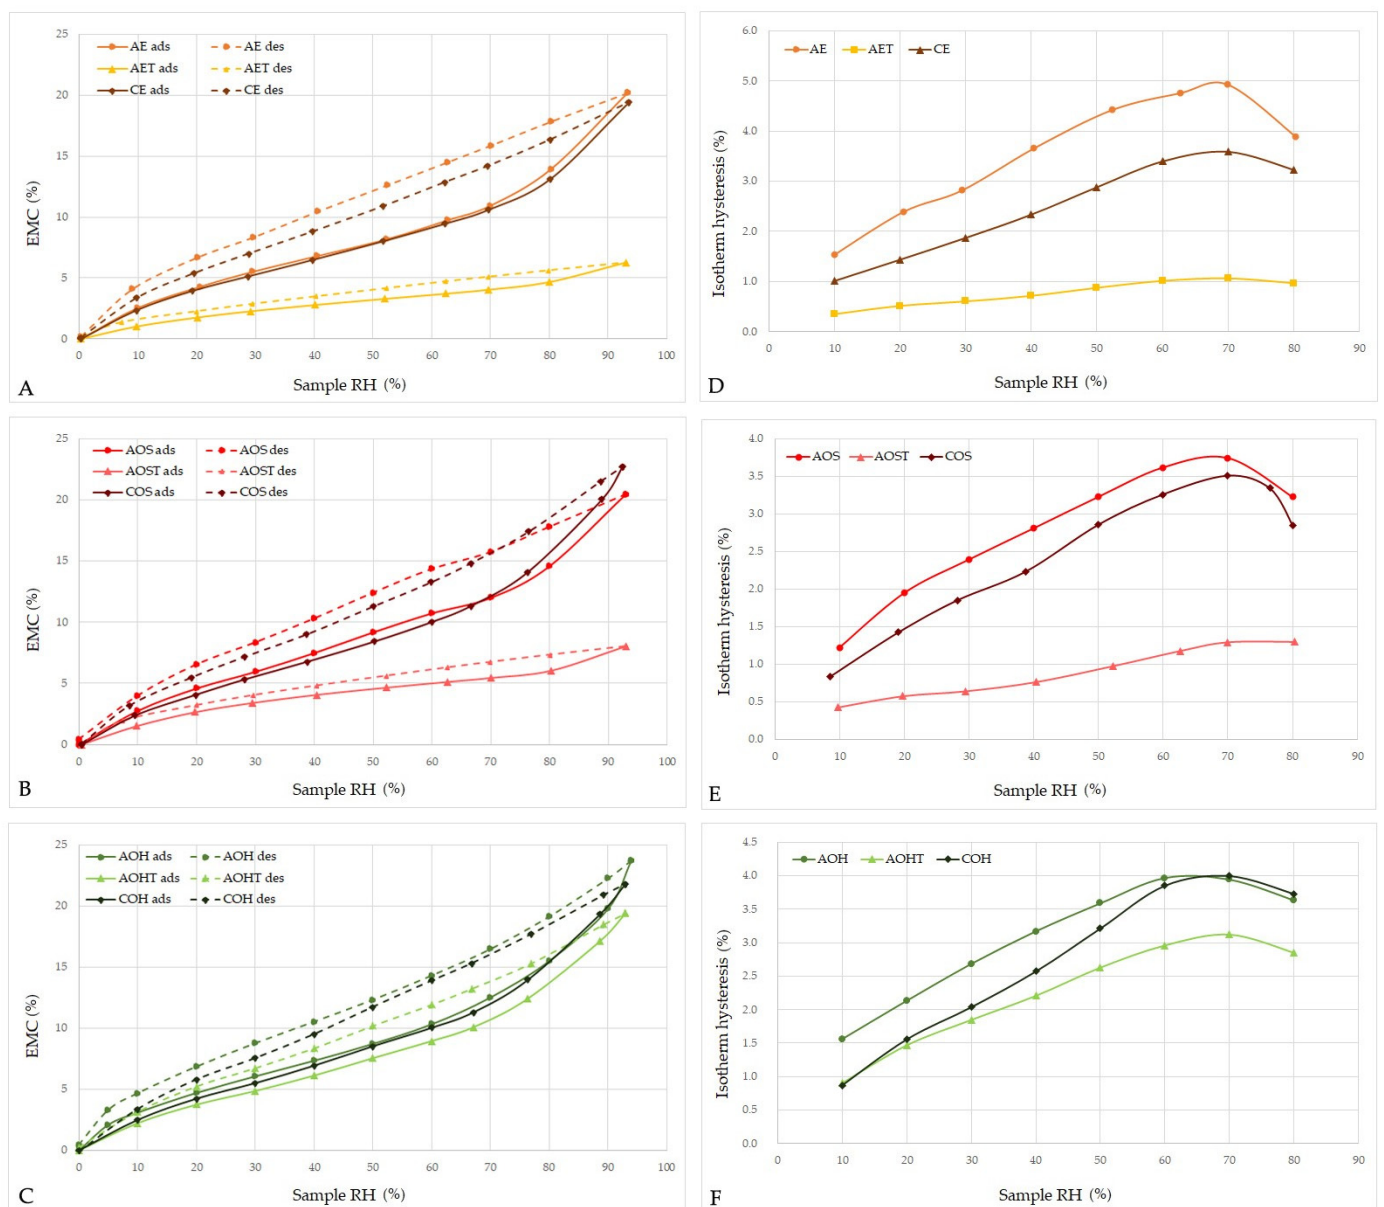 25
20
15
10
5
0
EMC (%)
AE ads
AE des
AET ads
AET des
CE ads
CE des
0 10 20 30 40 50 60 70 80 90 100
Sample RH (%)
A
6.0
5.0
4.0
3.0
2.0
1.0
0.0
Isotherm hysteresis (%)
AE AET CE
0 10 20 30 40 50 60 70 80 90
Sample RH (%)
D
25
20
15
10
5
0
EMC (%)
AOS ads
AOS des
AOST ads
AOST des
COS ads
COS des
0 10 20 30 40 50 60 70 80 90 100
Sample RH (%)
B
4.0
3.5
3.0
2.5
2.0
1.5
1.0
0.5
0.0
Isotherm hysteresis (%)
AOS AOST COS
0 10 20 30 40 50 60 70 80 90
Sample RH (%)
E
25
20
15
10
5
0
EMC (%)
AOH ads
AOH des
AOHT ads
AOHT des
COH ads
COH des
0 10 20 30 40 50 60 70 80 90 100
Sample RH (%)
C
4.5
4.0
3.5
3.0
2.5
2.0
1.5
1.0
0.5
0.0
Isotherm hysteresis (%)
AOH AOHT COH
0 10 20 30 40 50 60 70 80 90
Sample RH (%)
F